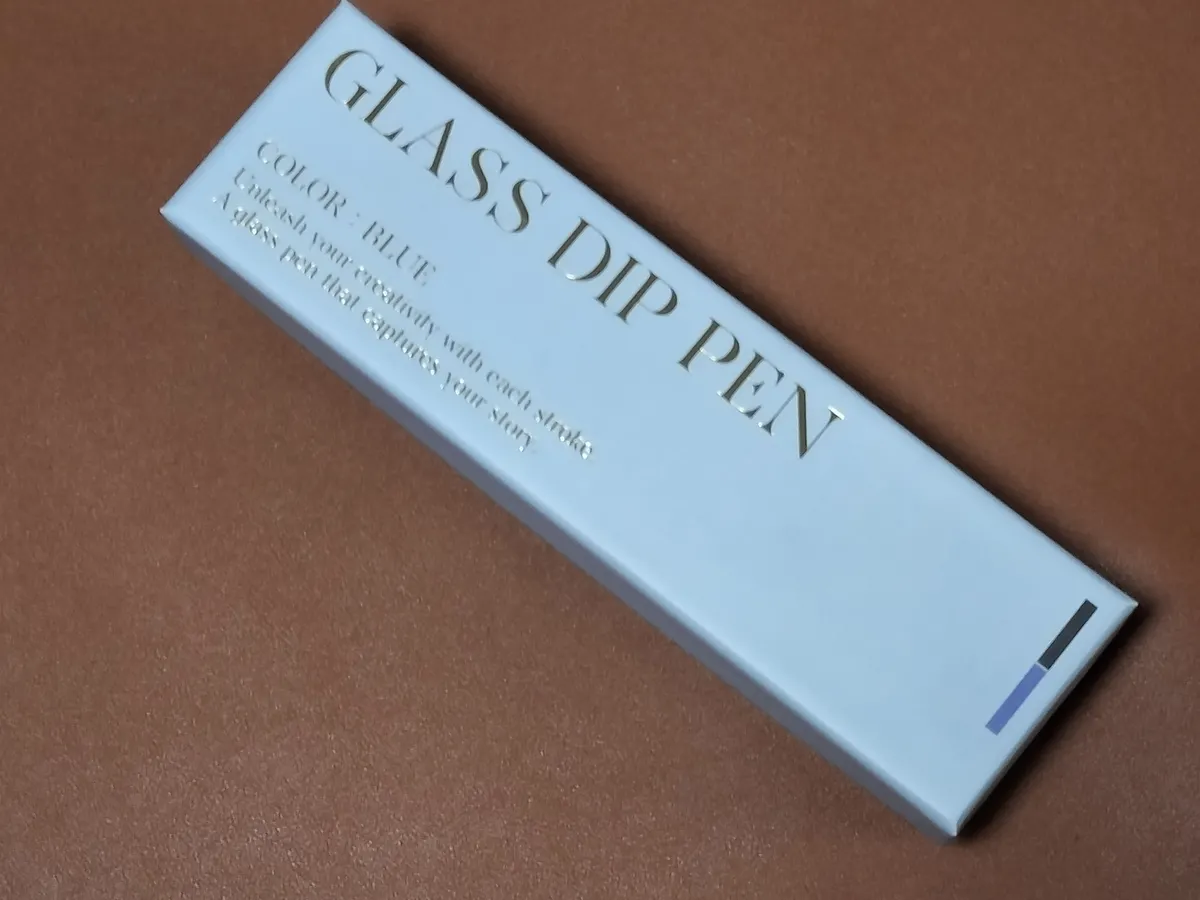 GLASS DIP PEN
COLOR : BLUE
Unleash your creativity with each stroke
A glass pen that captures your story.